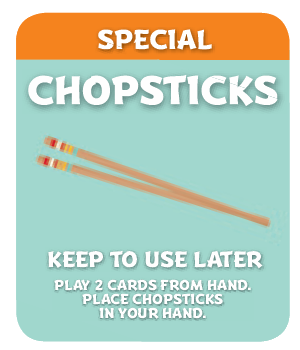 SPECIAL
CHOPSTICKS
KEEP TO USE LATER
PLAY 2 CARDS FROM HAND.
PLACE CHOPSTICKS
IN YOUR HAND.